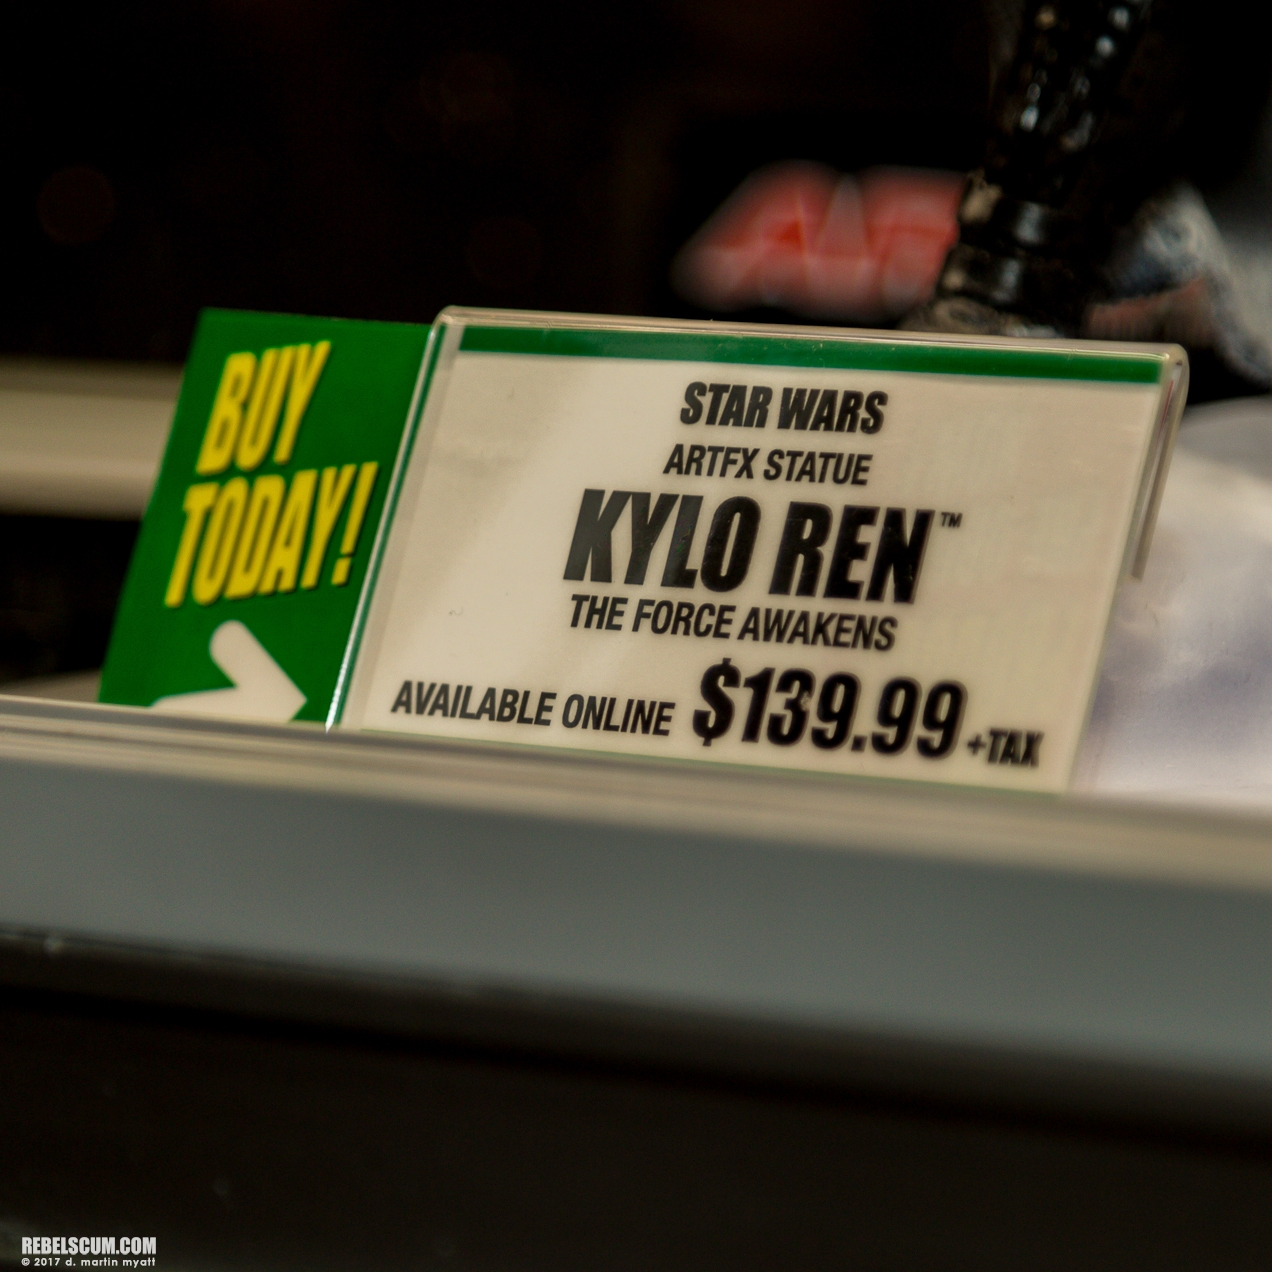 BUY
TODAY!
STAR WARS
ARTFX STATUE
KYLO REN™
THE FORCE AWAKENS
AVAILABLE ONLINE $139.99 +TAX
REBELSCUM.COM
© 2017 d. martin myatt